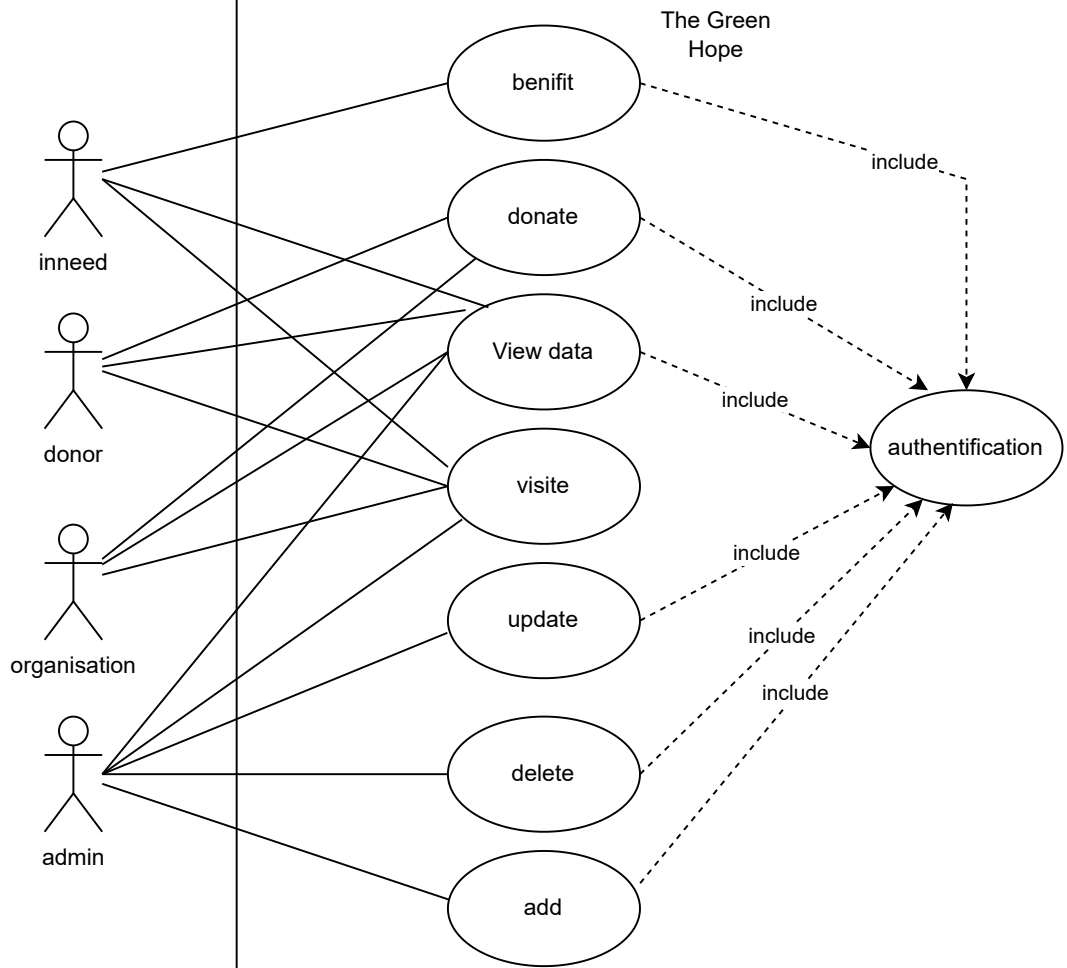 The Green
Hope
benifit
include
donate
inneed
include
View data
include
donor
authentification
visite
organisation
include
update
include
include
delete
admin
add